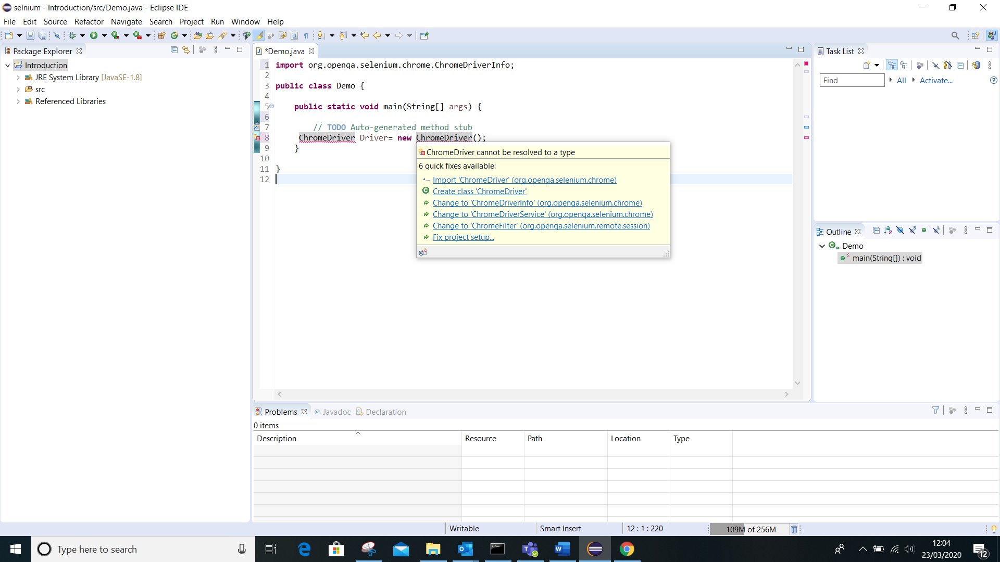 selnium - Introduction/src/Demo.java - Eclipse IDE
File Edit Source Refactor Navigate Search Project Run Window Help
Package Explorer
Introduction
JRE System Library [JavaSE-1.8]
src
Referenced Libraries
*Demo.java
1 import org.openqa.selenium.chrome.ChromeDriverInfo;
2
3 public class Demo {
4
5 public static void main(String[] args) {
6
7 // TODO Auto-generated method stub
8 ChromeDriver Driver= new ChromeDriver();
9 }
10
11 }
12
ChromeDriver cannot be resolved to a type
6 quick fixes available:
Import 'ChromeDriver' (org.openqa.selenium.chrome)
Create class 'ChromeDriver'
Change to 'ChromeDriverInfo' (org.openqa.selenium.chrome)
Change to 'ChromeDriverService' (org.openqa.selenium.chrome)
Change to 'ChromeFilter' (org.openqa.selenium.remote.session)
Fix project setup...
Task List
Find All Activate...
Outline
Demo
main(String[]) : void
Problems @ Javadoc Declaration
0 items
Description Resource Path Location Type
Writable Smart Insert 12 : 1 : 220 109M of 256M
Type here to search
12:04
23/03/2020
12